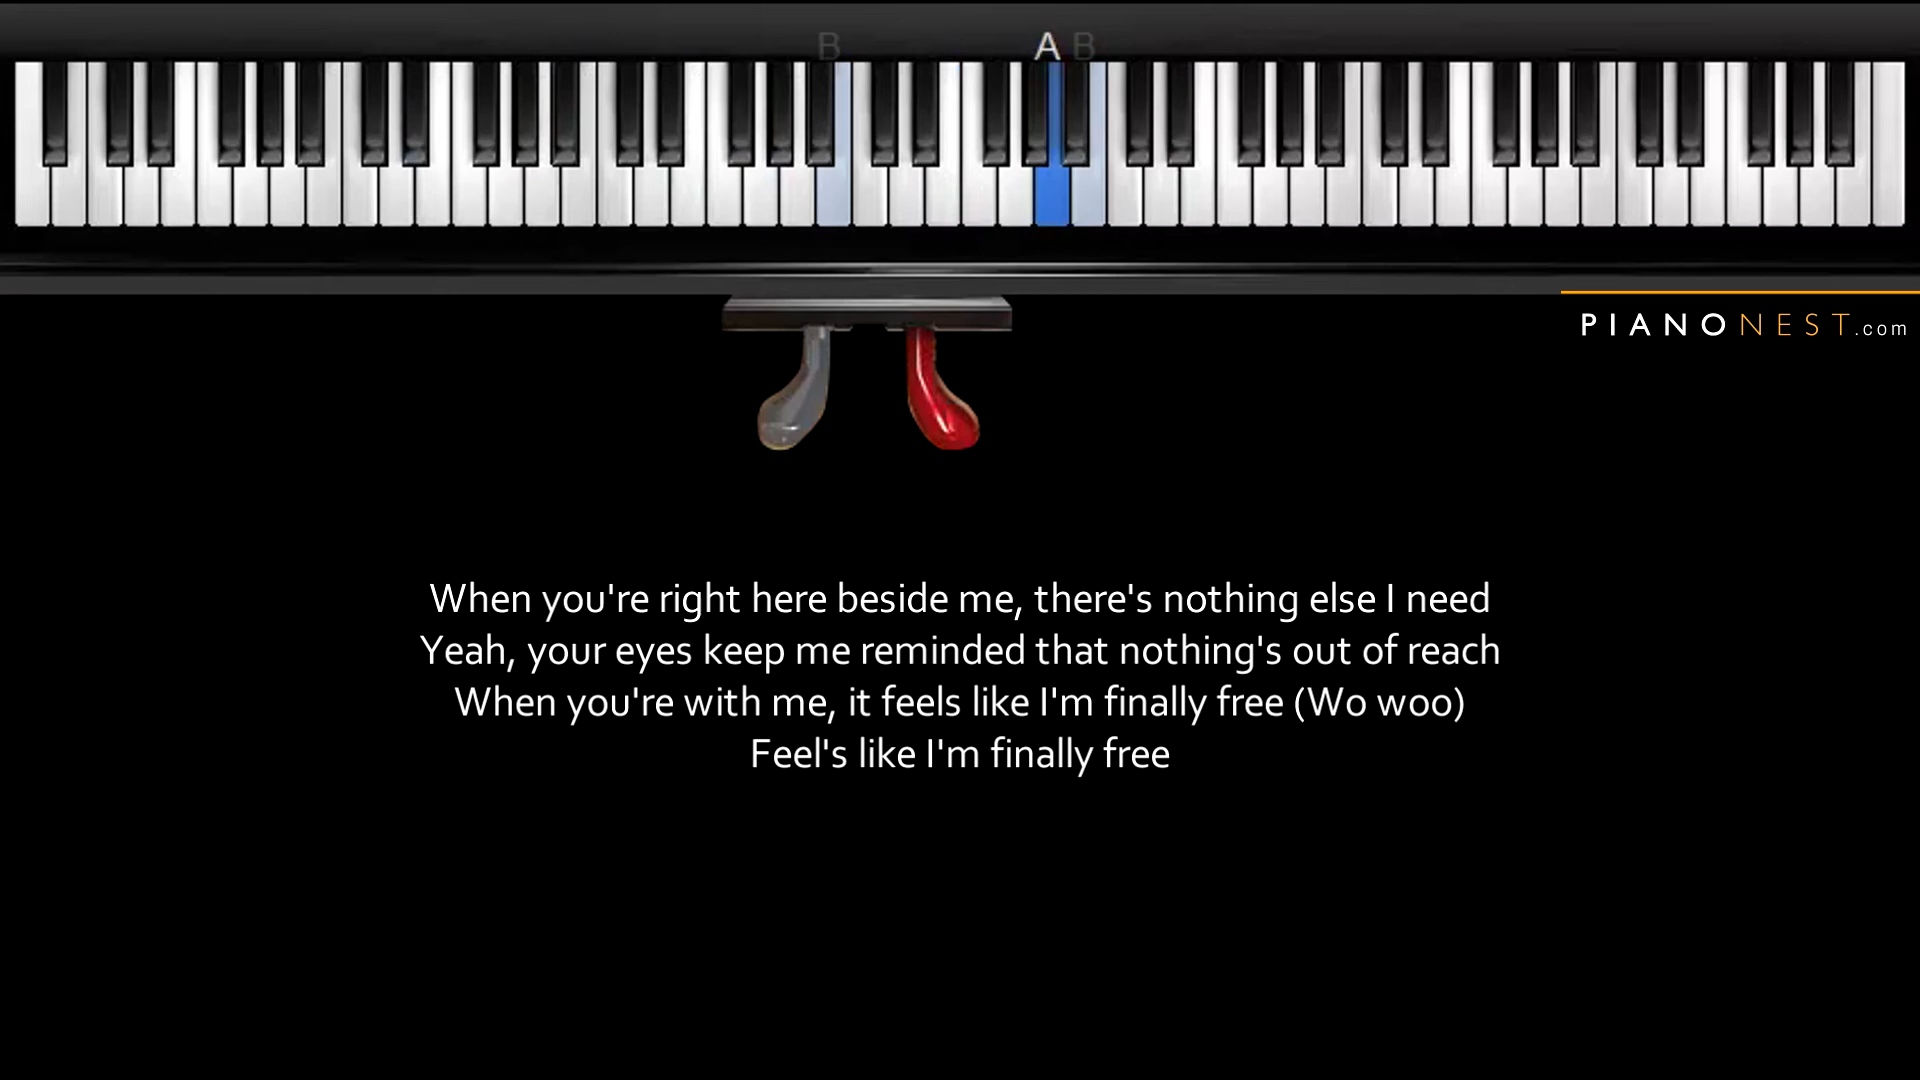 B A B
PIANONEST.com
When you're right here beside me, there's nothing else I need
Yeah, your eyes keep me reminded that nothing's out of reach
When you're with me, it feels like I'm finally free (Wo woo)
Feel's like I'm finally free